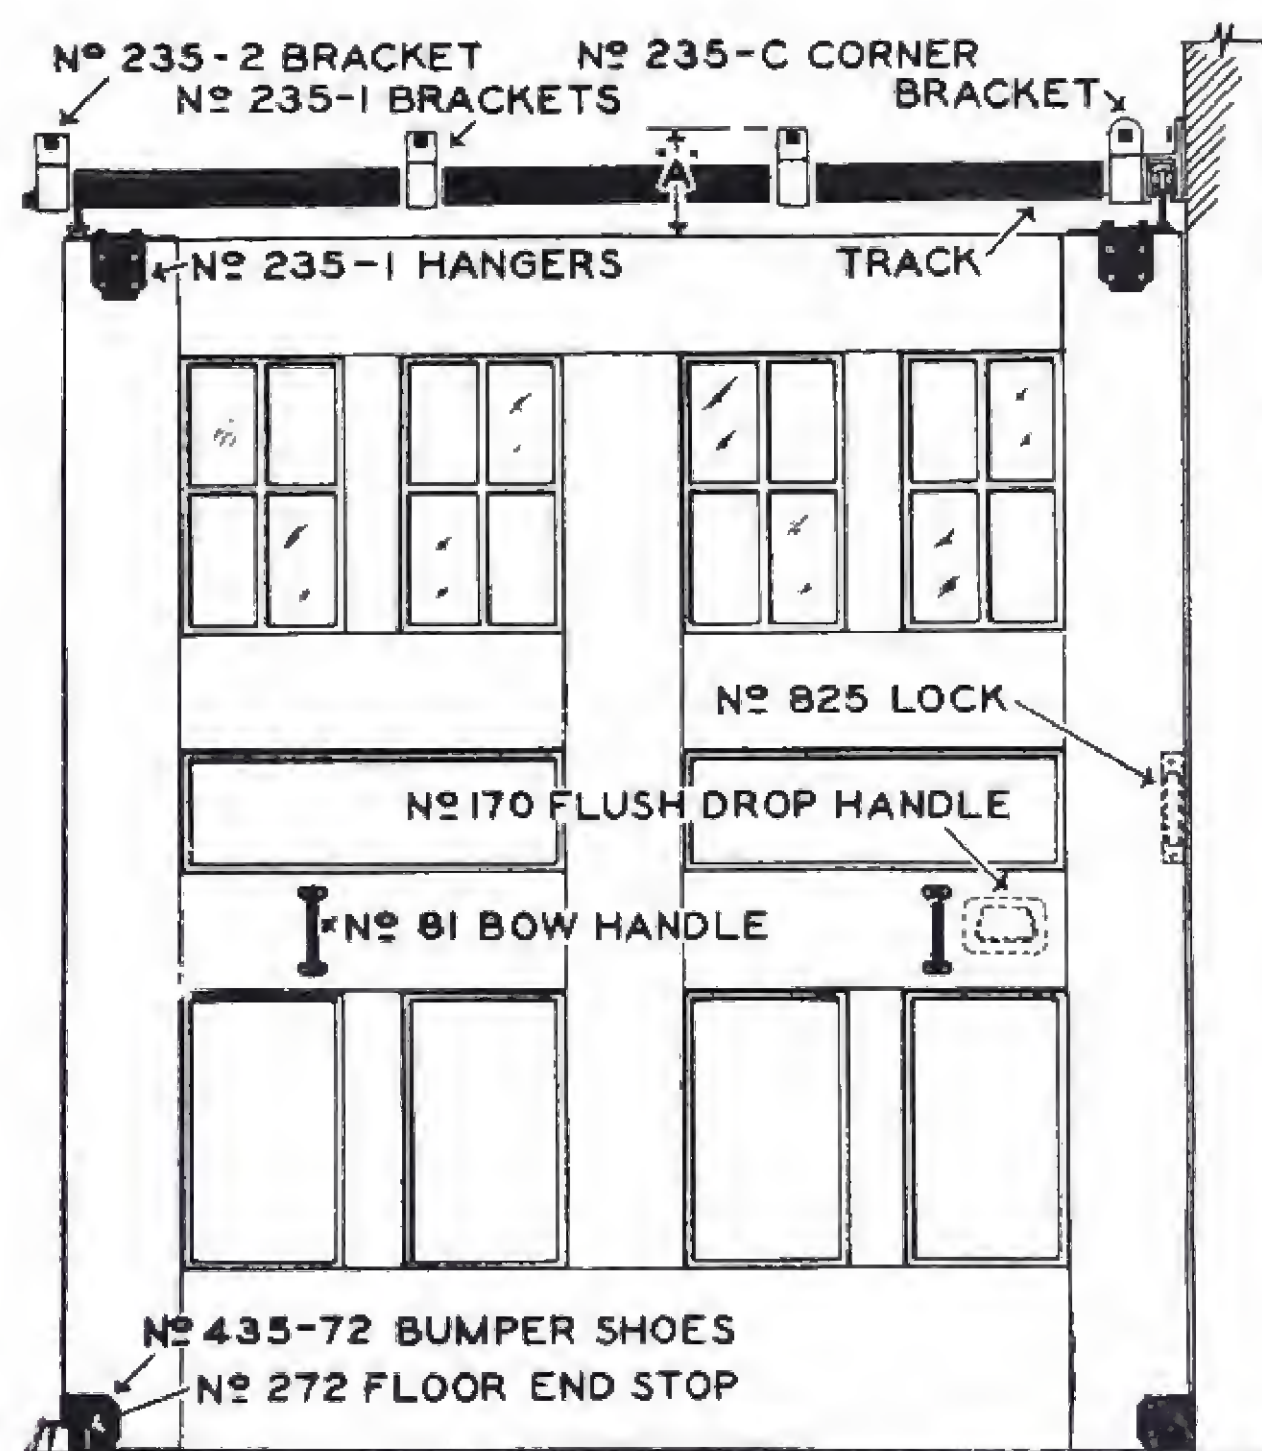 Nº 235-2 BRACKET
Nº 235-C CORNER BRACKET
Nº 235-1 BRACKETS
A
Nº 235-1 HANGERS
TRACK
Nº 825 LOCK
Nº 170 FLUSH DROP HANDLE
Nº 81 BOW HANDLE
Nº 435-72 BUMPER SHOES
Nº 272 FLOOR END STOP